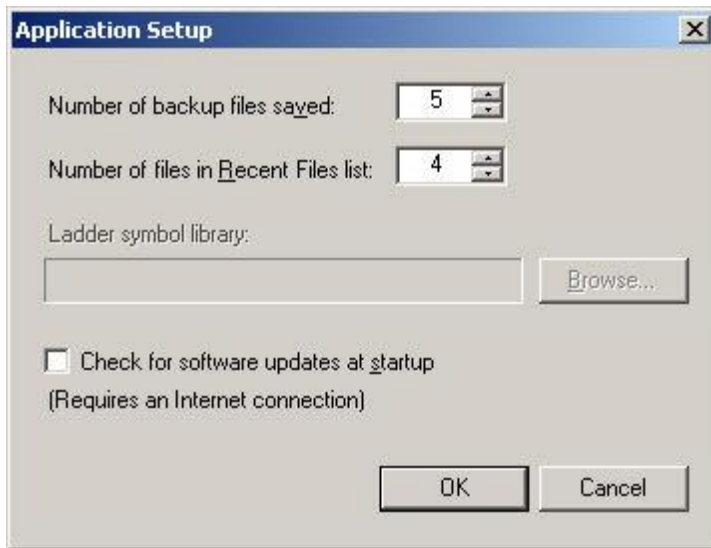 Application Setup
Number of backup files saved: 5
Number of files in Recent Files list: 4
Ladder symbol library:
Browse...
Check for software updates at startup
(Requires an Internet connection)
OK Cancel